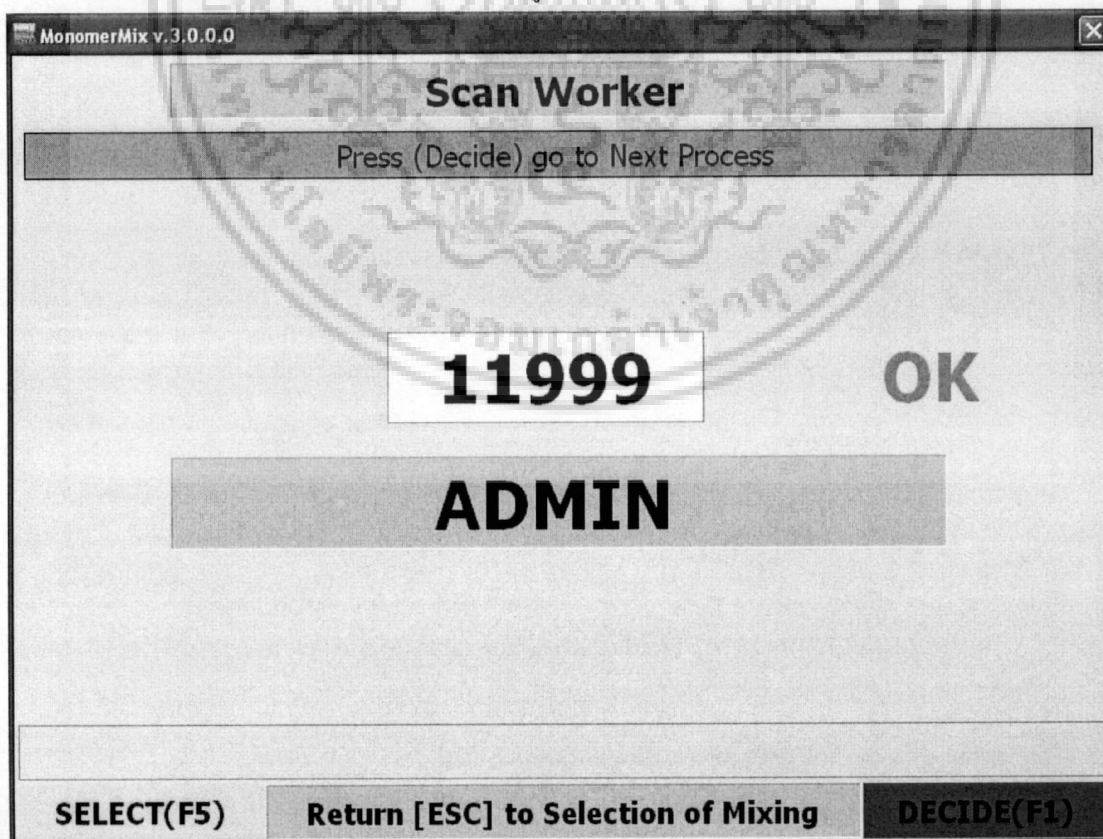 MonomerMix v.3.0.0.0
Scan Worker
Press (Decide) go to Next Process
11999 OK
ADMIN
SELECT(F5) Return [ESC] to Selection of Mixing DECIDE(F1)